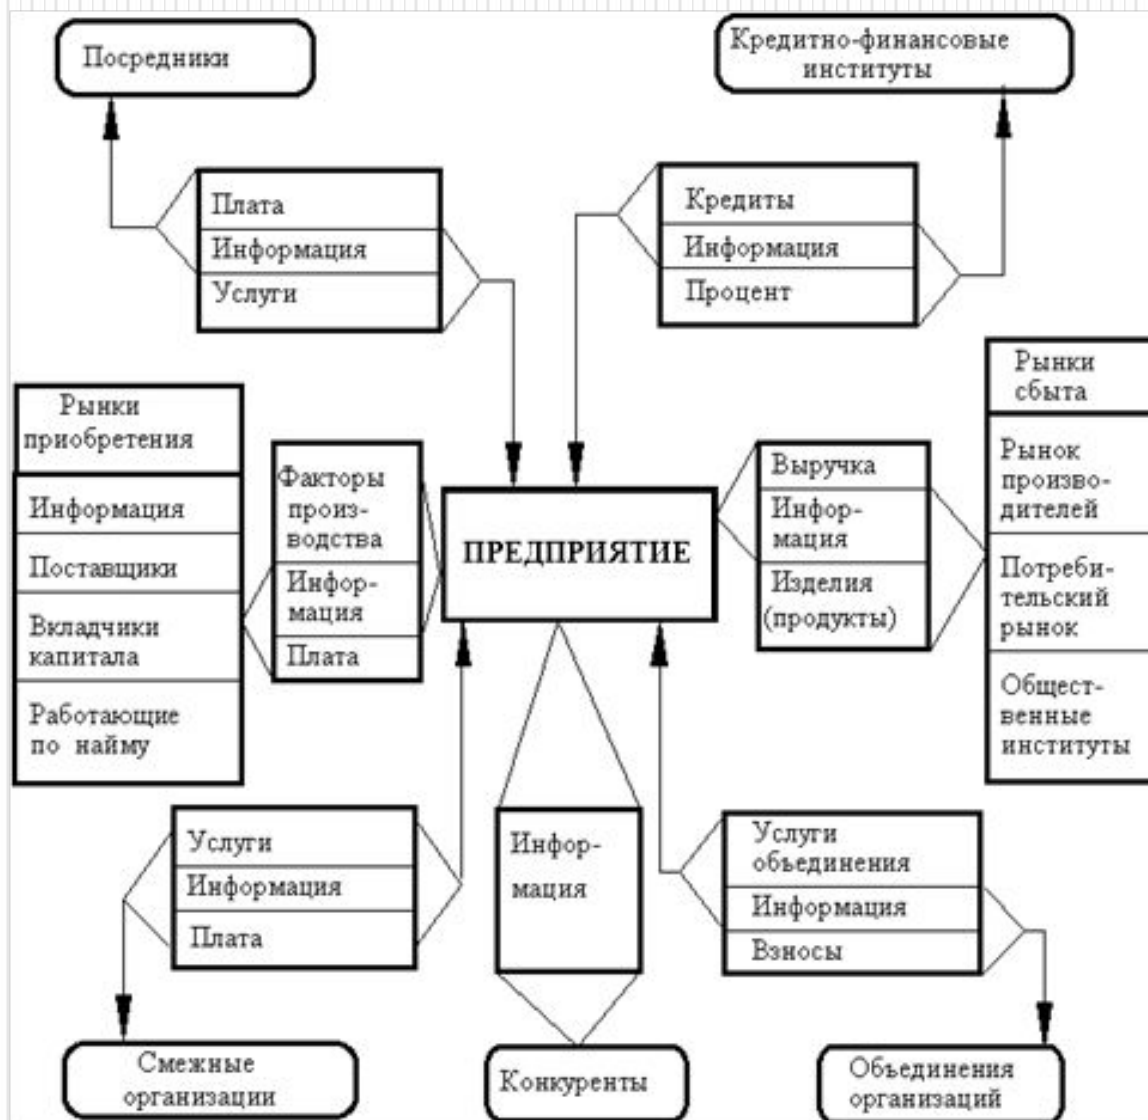 Посредники
Кредитно-финансовые
институты
Плата
Информация
Услуги
Кредиты
Информация
Процент
Рынки
приобретения
Информация
Поставщики
Вкладчики
капитала
Работающие
по найму
Факторы
произ-
водства
Инфор-
мация
Плата
ПРЕДПРИЯТИЕ
Выручка
Инфор-
мация
Изделия
(продукты)
Рынки
сбыта
Рынок
произво-
дителей
Потреби-
тельский
рынок
Общест-
венные
институты
Услуги
Информация
Плата
Инфор-
мация
Услуги
объединения
Информация
Взносы
Смежные
организации
Конкуренты
Объединения
организаций